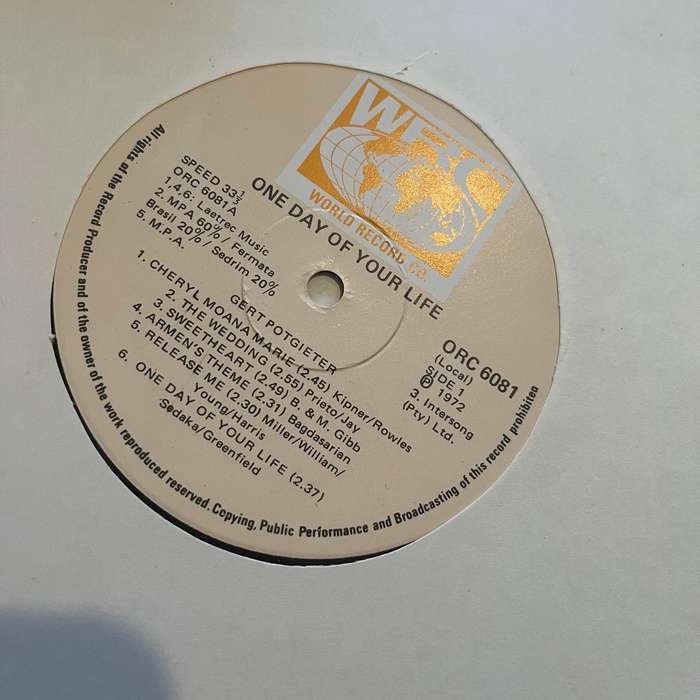 WRC
WORLD RECORD CO.
ONE DAY OF YOUR LIFE
SPEED 33⅓
ORC 6081A
1.4.6: Laetrec Music
2. MPA 60% / Fermata
Brasil 20% / Sedrim 20%
5. M.P.A.
ORC 6081
(Local)
SIDE 1
Ⓟ 1972
3. Intersong
(Pty) Ltd.
GERT POTGIETER
1. CHERYL MOANA MARIE (2.45) Kipner/Rowles
2. THE WEDDING (2.55) Prieto/Jay
3. SWEETHEART (2.49) B. & M. Gibb
4. ARMEN'S THEME (2.31) Bagdasarian
5. RELEASE ME (2.30) Miller/William/
Young/Harris
6. ONE DAY OF YOUR LIFE (2.37)
Sedaka/Greenfield
All rights of the Record Producer and of the owner of the work reproduced reserved. Copying, Public Performance and Broadcasting of this record prohibited